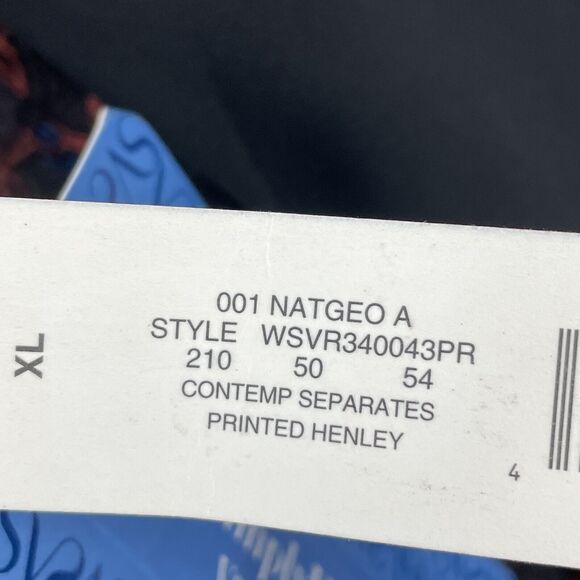 XL
001 NATGEO A
STYLE WSVR340043PR
210 50 54
CONTEMP SEPARATES
PRINTED HENLEY
4